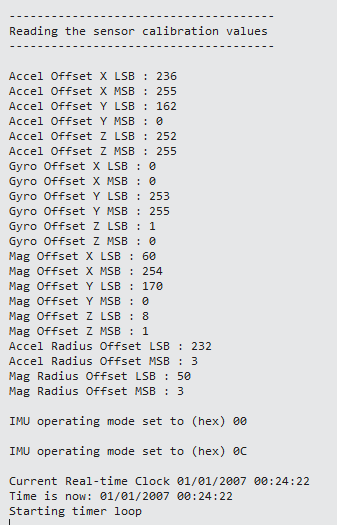 --------------------------------------
Reading the sensor calibration values
--------------------------------------
Accel Offset X LSB : 236
Accel Offset X MSB : 255
Accel Offset Y LSB : 162
Accel Offset Y MSB : 0
Accel Offset Z LSB : 252
Accel Offset Z MSB : 255
Gyro Offset X LSB : 0
Gyro Offset X MSB : 0
Gyro Offset Y LSB : 253
Gyro Offset Y MSB : 255
Gyro Offset Z LSB : 1
Gyro Offset Z MSB : 0
Mag Offset X LSB : 60
Mag Offset X MSB : 254
Mag Offset Y LSB : 170
Mag Offset Y MSB : 0
Mag Offset Z LSB : 8
Mag Offset Z MSB : 1
Accel Radius Offset LSB : 232
Accel Radius Offset MSB : 3
Mag Radius Offset LSB : 50
Mag Radius Offset MSB : 3
IMU operating mode set to (hex) 00
IMU operating mode set to (hex) 0C
Current Real-time Clock 01/01/2007 00:24:22
Time is now: 01/01/2007 00:24:22
Starting timer loop